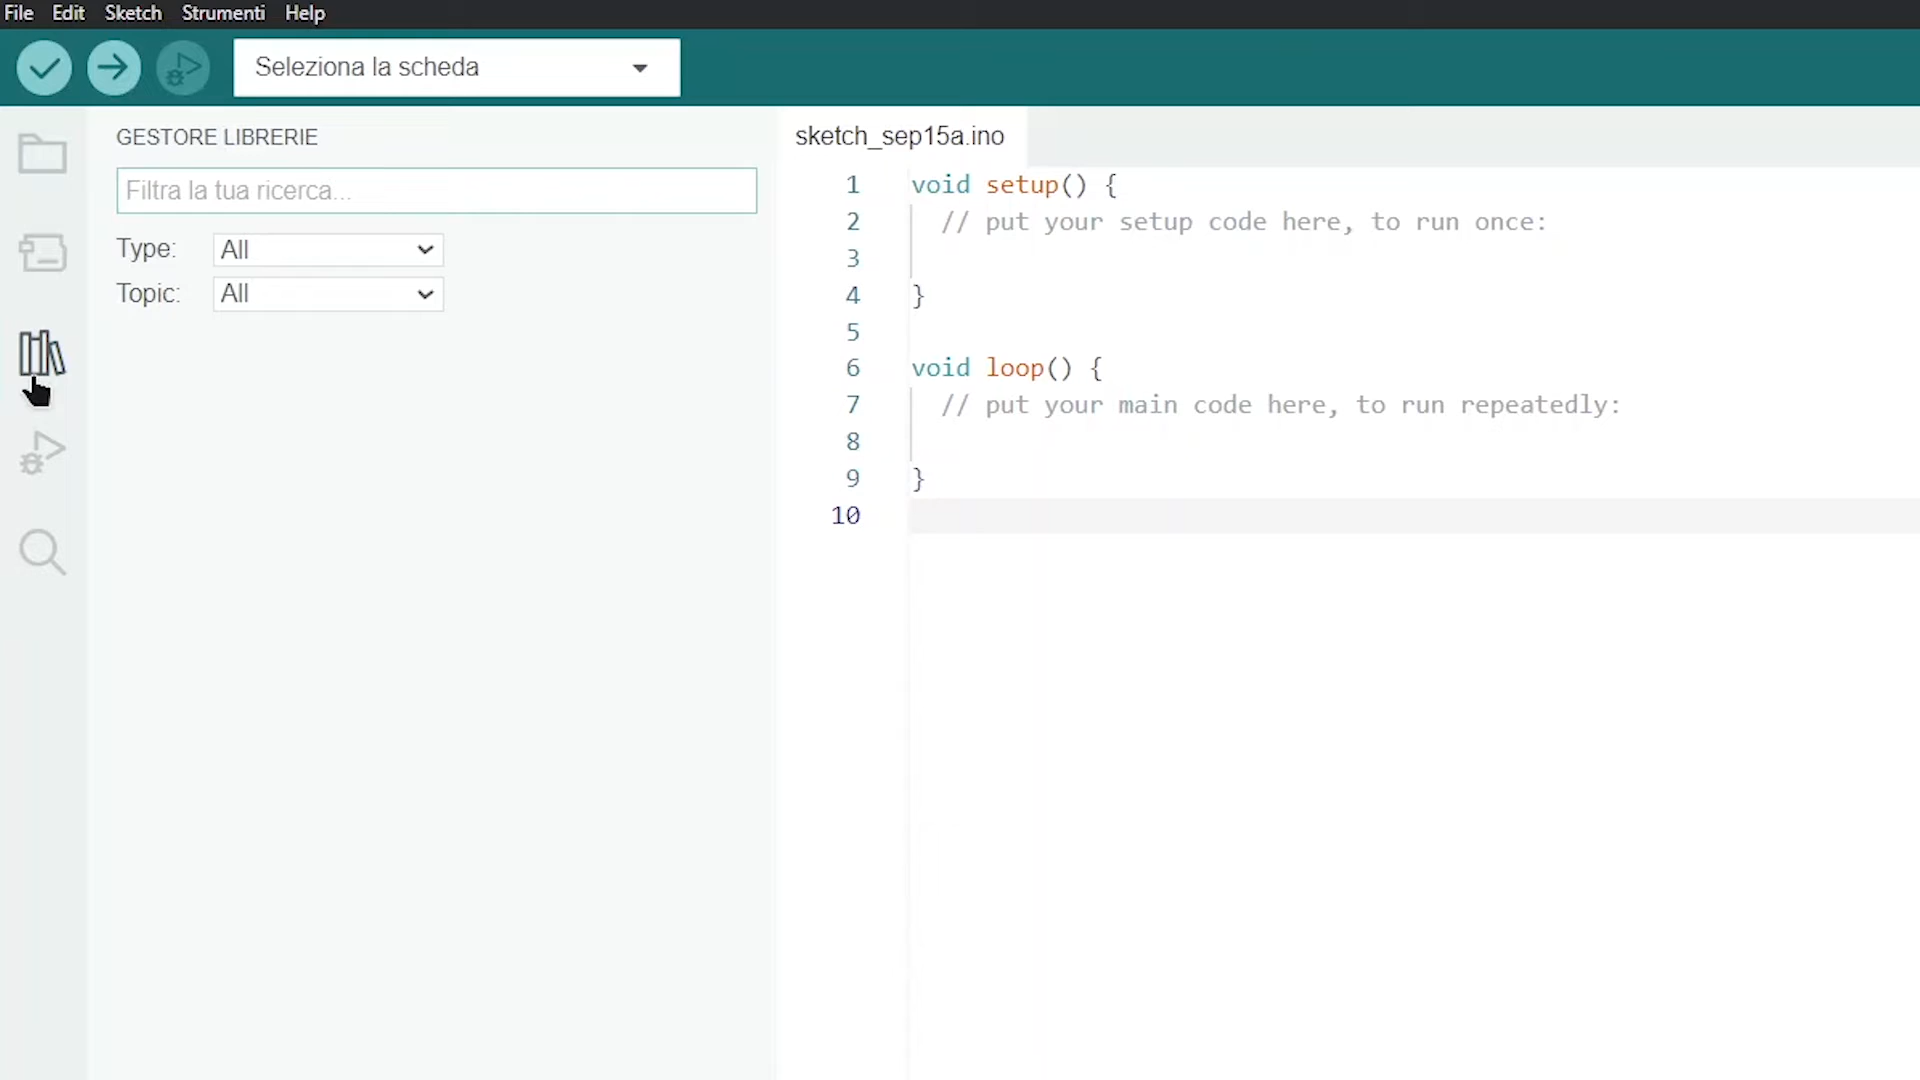 File Edit Sketch Strumenti Help
Seleziona la scheda
GESTORE LIBRERIE
Filtra la tua ricerca...
Type: All
Topic: All
sketch_sep15a.ino
1 void setup() {
2 // put your setup code here, to run once:
3
4 }
5
6 void loop() {
7 // put your main code here, to run repeatedly:
8
9 }
10